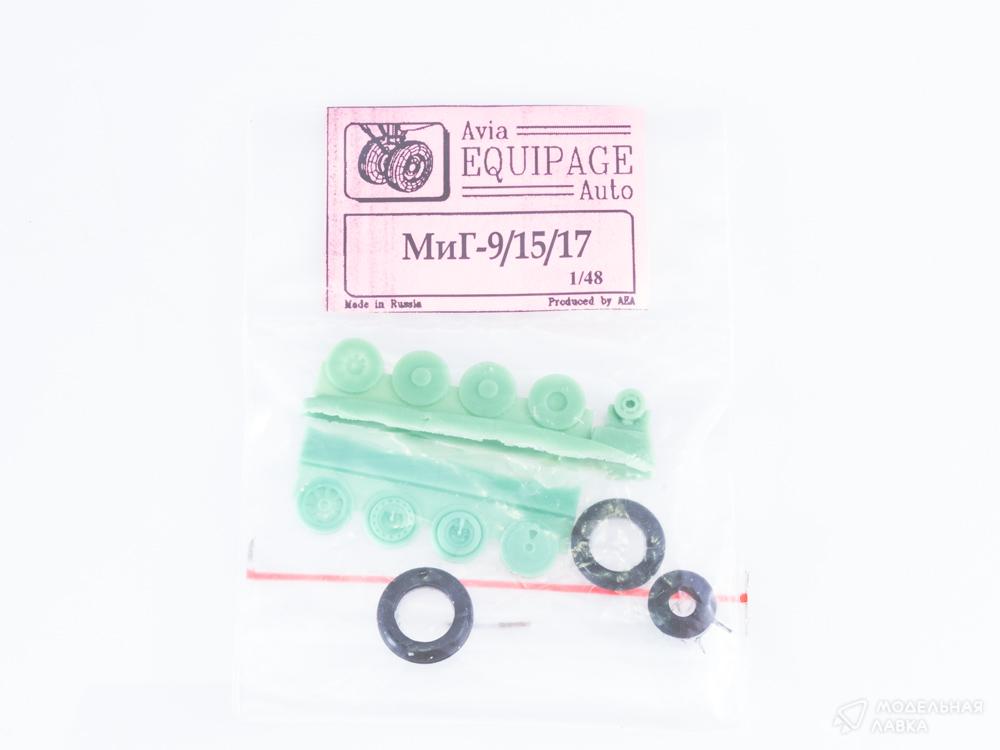 Avia
EQUIPAGE
Auto
МиГ-9/15/17
1/48
Made in Russia
Produced by AEA
МОДЕЛЬНАЯ
ЛАВКА